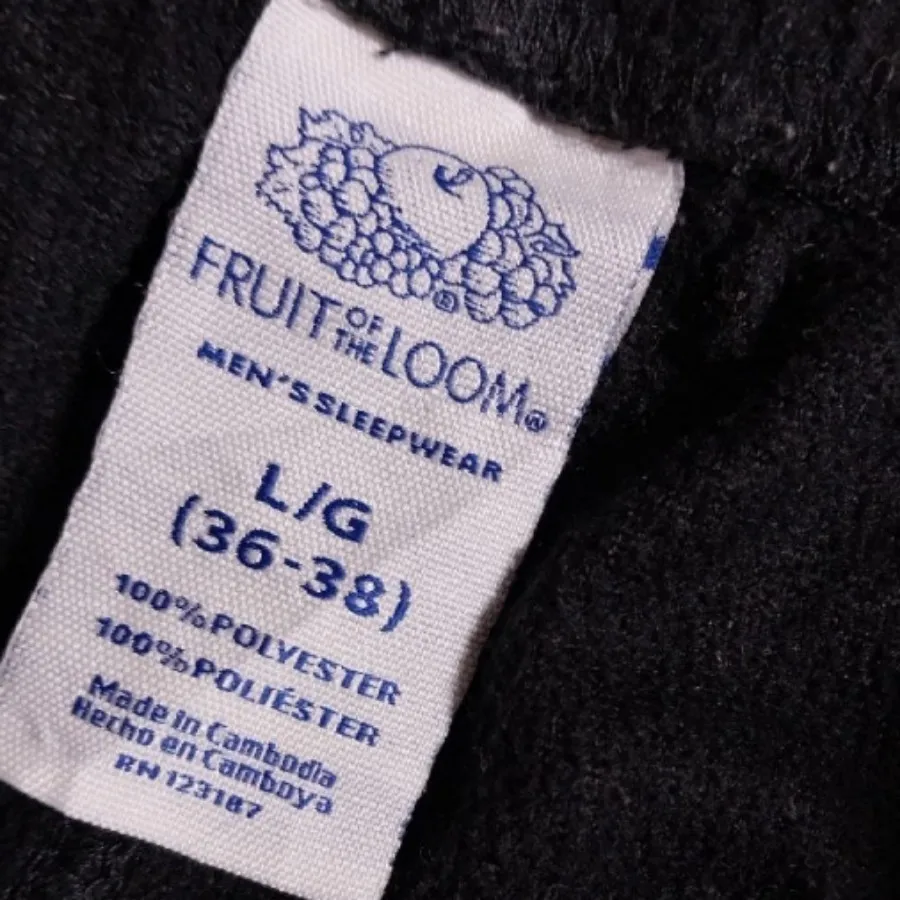 ®
FRUIT OF THE LOOM®
MEN'S SLEEPWEAR
L/G
(36-38)
100% POLYESTER
100% POLIÉSTER
Made in Cambodia
Hecho en Camboya
RN 123187